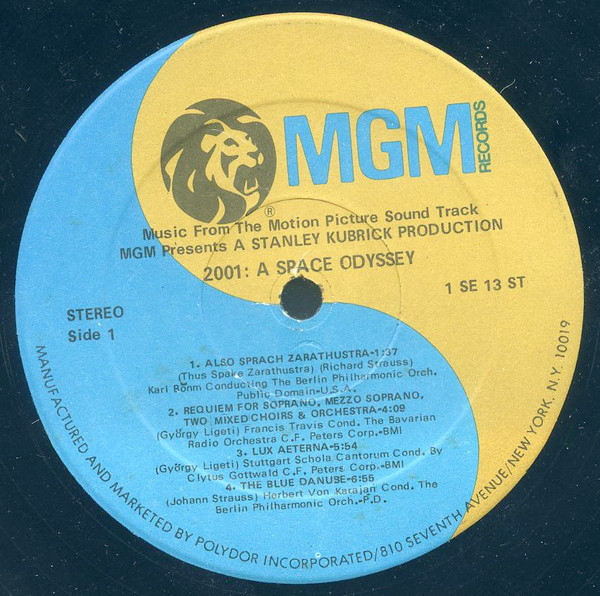 MGM
RECORDS
®
Music From The Motion Picture Sound Track
MGM Presents A STANLEY KUBRICK PRODUCTION
2001: A SPACE ODYSSEY
STEREO
Side 1
1 SE 13 ST
1. ALSO SPRACH ZARATHUSTRA-1:37
(Thus Spake Zarathustra) (Richard Strauss)
Karl Böhm Conducting The Berlin Philharmonic Orch.
Public Domain-U.S.A.
2. REQUIEM FOR SOPRANO, MEZZO SOPRANO,
TWO MIXED CHOIRS & ORCHESTRA-4:09
(György Ligeti) Francis Travis Cond. The Bavarian
Radio Orchestra C.F. Peters Corp.-BMI
3. LUX AETERNA-5:54
(György Ligeti) Stuttgart Schola Cantorum Cond. By
Clytus Gottwald C.F. Peters Corp.-BMI
4. THE BLUE DANUBE-6:55
(Johann Strauss) Herbert Von Karajan Cond. The
Berlin Philharmonic Orch.-P.D.
MANUFACTURED AND MARKETED BY POLYDOR INCORPORATED/810 SEVENTH AVENUE/NEW YORK, N.Y. 10019